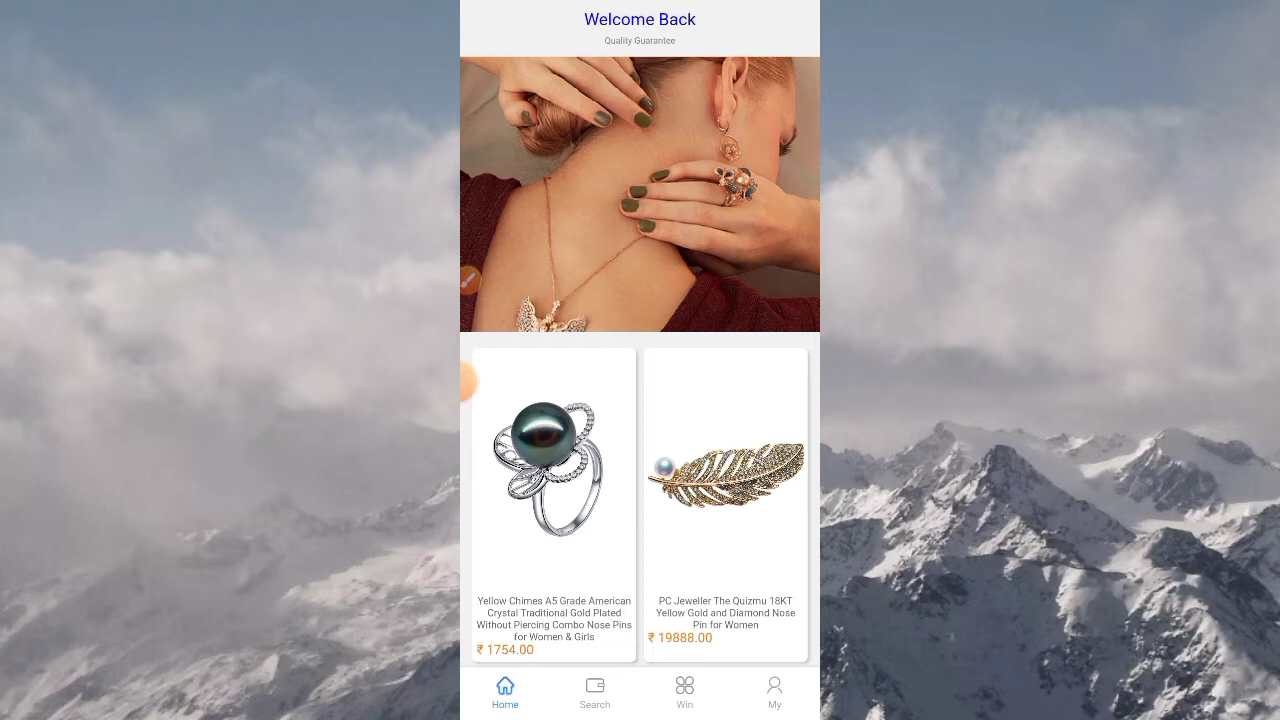 Welcome Back
Quality Guarantee
Yellow Chimes A5 Grade American
Crystal Traditional Gold Plated
Without Piercing Combo Nose Pins
for Women & Girls
₹ 1754.00
PC Jeweller The Quizmu 18KT
Yellow Gold and Diamond Nose
Pin for Women
₹ 19888.00
Home
Search
Win
My